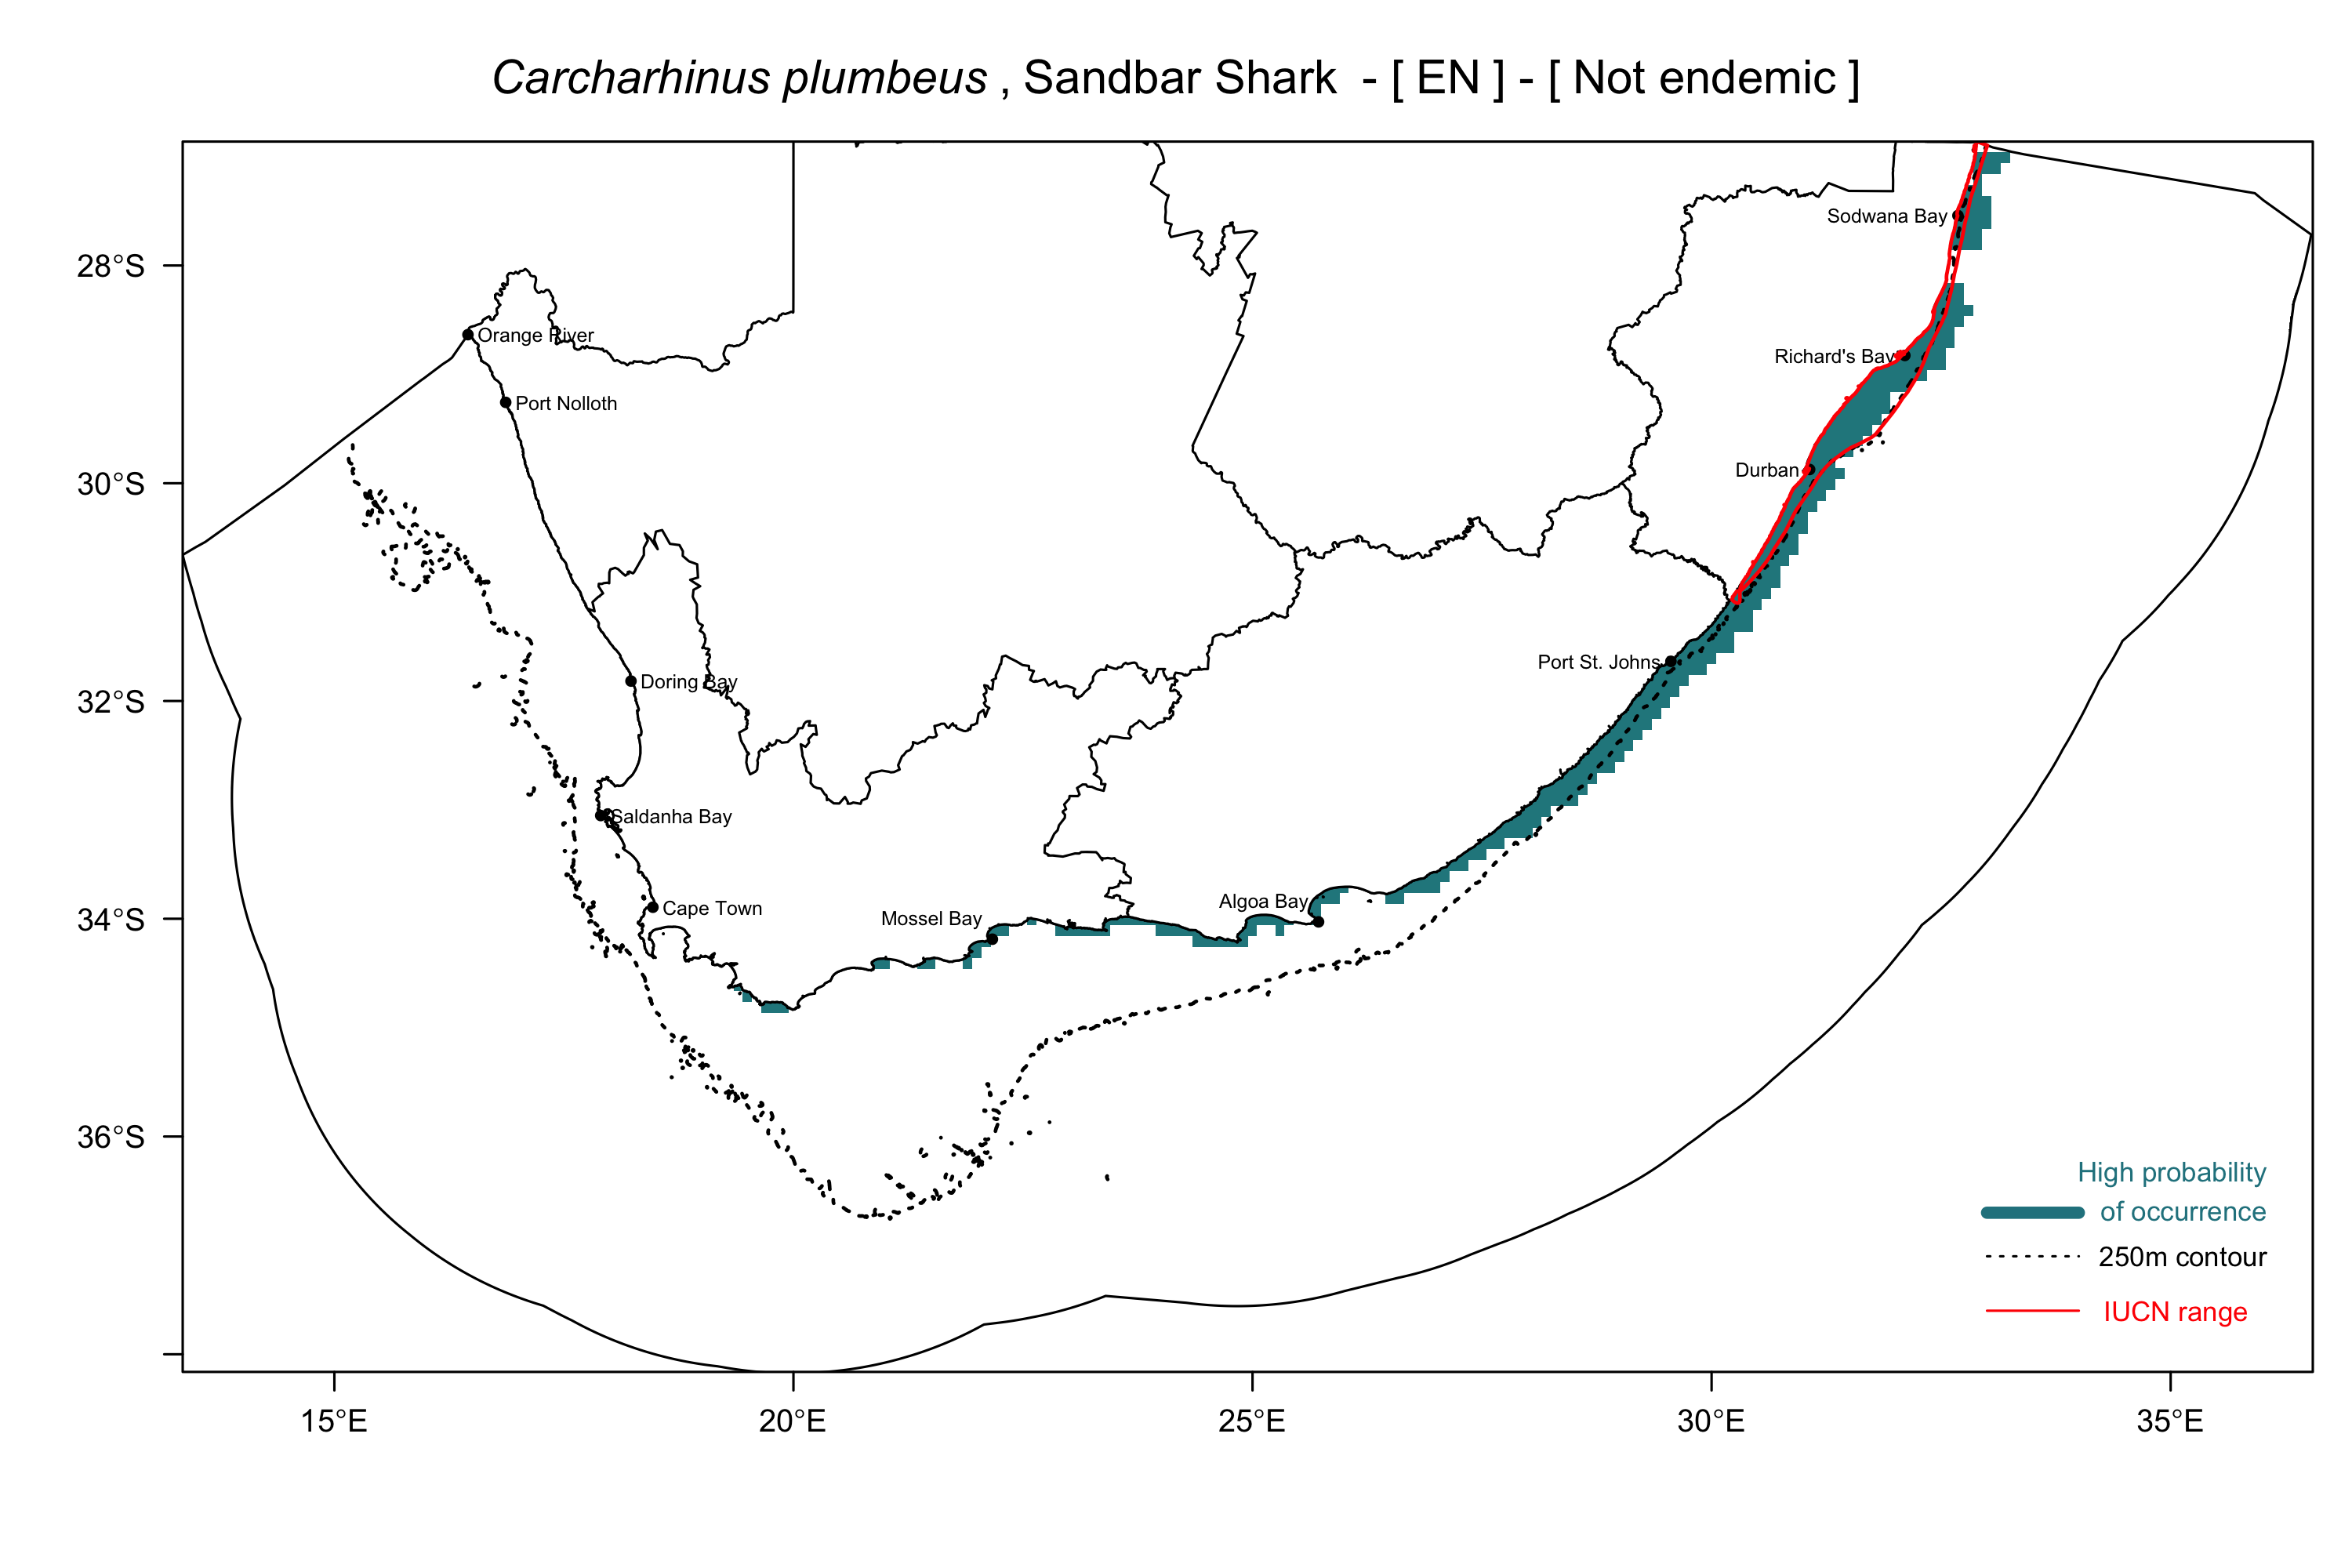 Carcharhinus plumbeus , Sandbar Shark - [ EN ] - [ Not endemic ]
Sodwana Bay
28°S
Orange River
Richard's Bay
Port Nolloth
Durban
30°S
Port St. Johns
Doring Bay
32°S
Saldanha Bay
Algoa Bay
Cape Town
Mossel Bay
34°S
36°S
High probability
of occurrence
250m contour
IUCN range
15°E
20°E
25°E
30°E
35°E